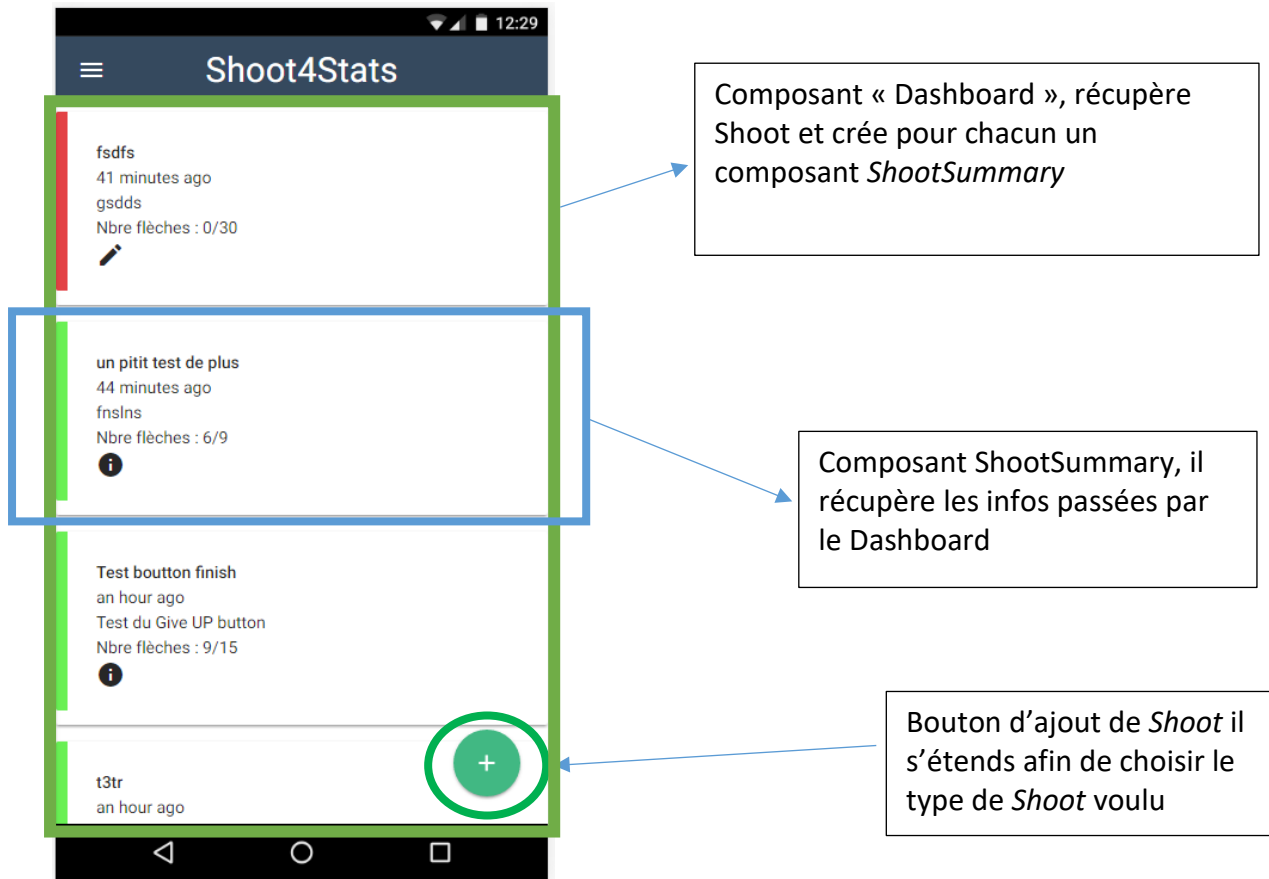 12:29
Shoot4Stats
fsdfs
41 minutes ago
gsdds
Nbre flèches : 0/30
un pitit test de plus
44 minutes ago
fnslns
Nbre flèches : 6/9
Test boutton finish
an hour ago
Test du Give UP button
Nbre flèches : 9/15
t3tr
an hour ago
Composant « Dashboard », récupère
Shoot et crée pour chacun un
composant ShootSummary
Composant ShootSummary, il
récupère les infos passées par
le Dashboard
Bouton d’ajout de Shoot il
s’étends afin de choisir le
type de Shoot voulu